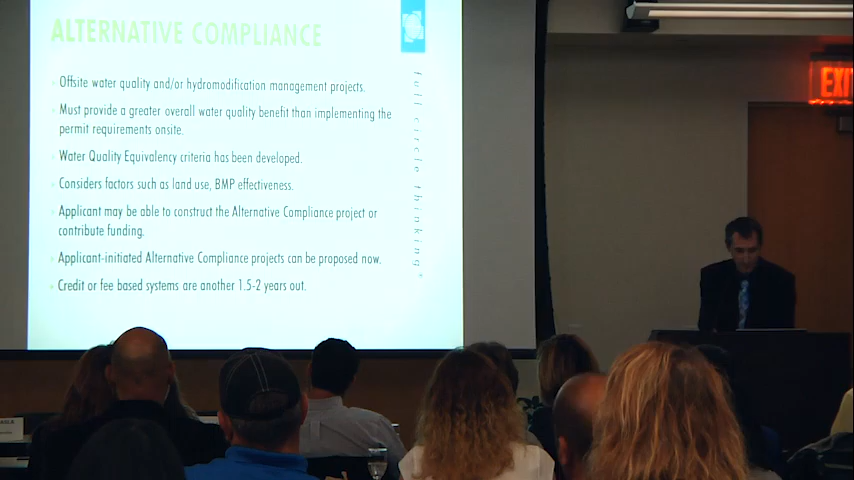 ALTERNATIVE COMPLIANCE
Offsite water quality and/or hydromodification management projects.
Must provide a greater overall water quality benefit than implementing the
permit requirements onsite.
Water Quality Equivalency criteria has been developed.
Considers factors such as land use, BMP effectiveness.
Applicant may be able to construct the Alternative Compliance project or
contribute funding.
Applicant-initiated Alternative Compliance projects can be proposed now.
Credit or fee based systems are another 1.5-2 years out.
full circle thinking
EXIT